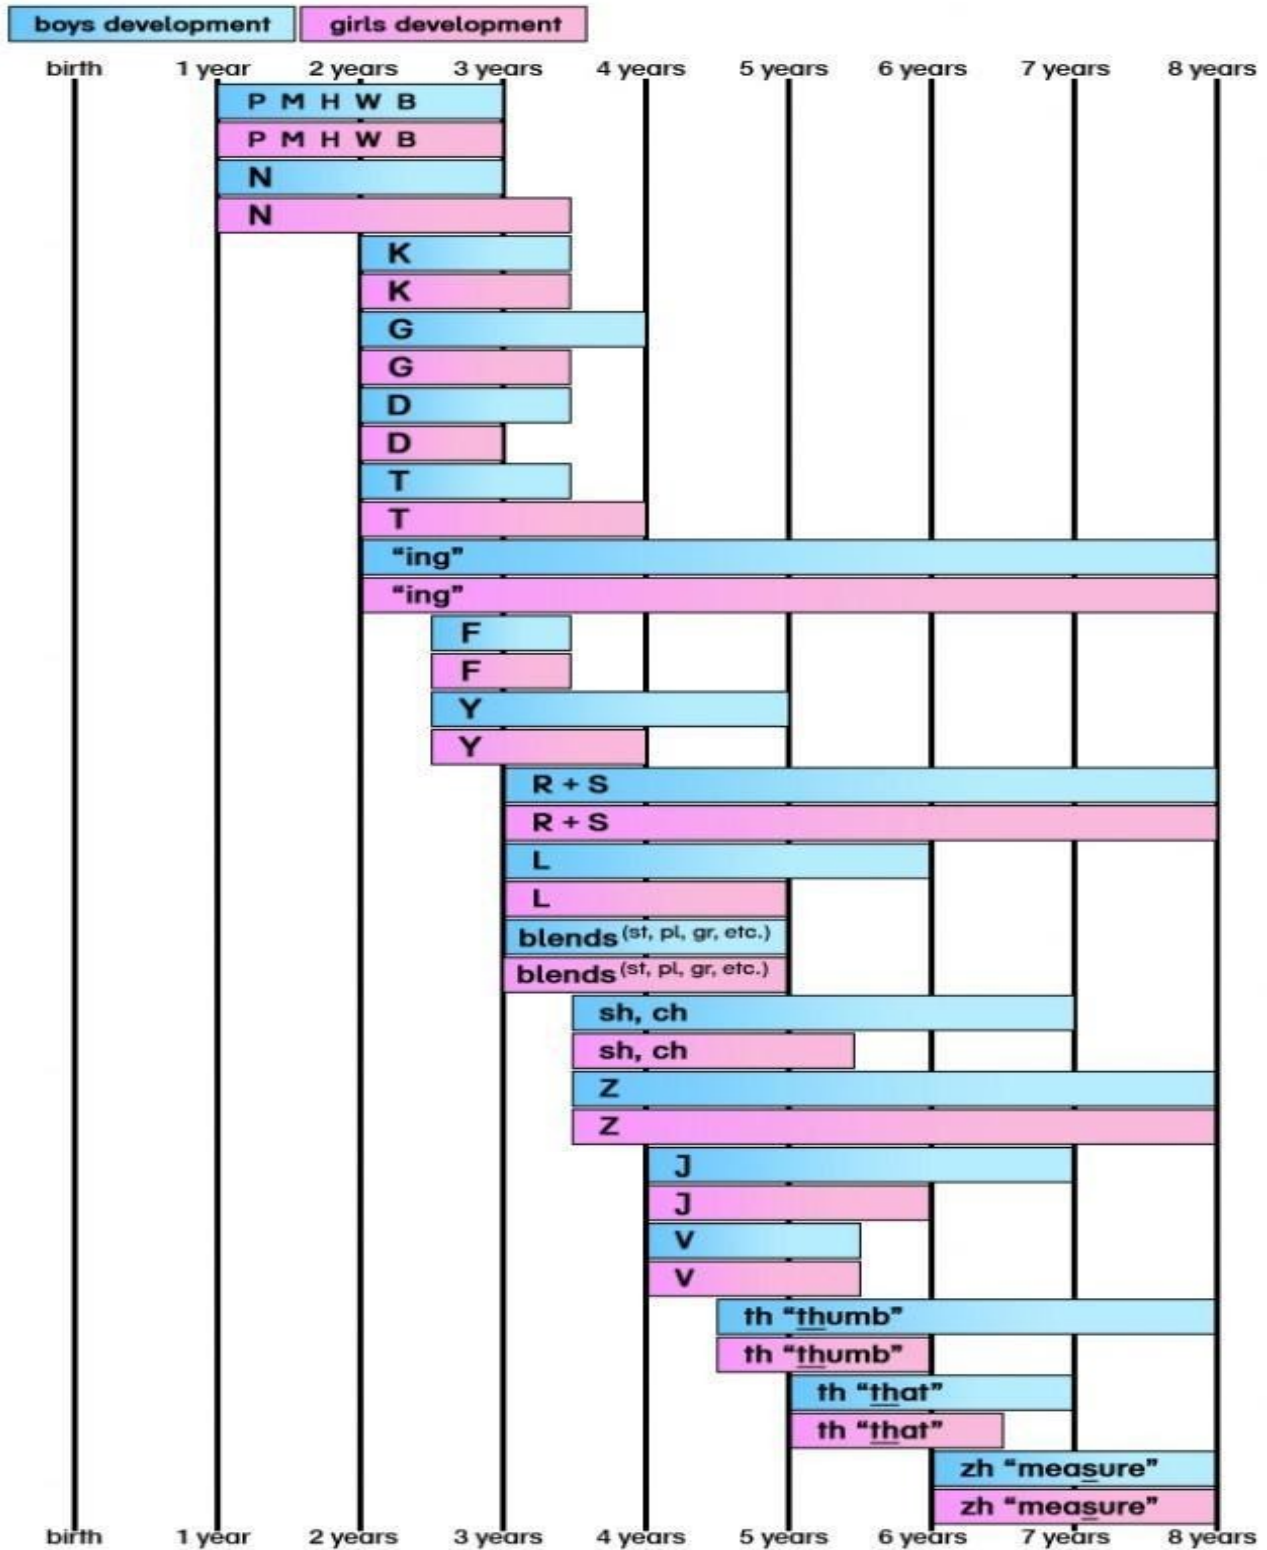 boys development girls development
birth 1 year 2 years 3 years 4 years 5 years 6 years 7 years 8 years
P M H W B
P M H W B
N
N
K
K
G
G
D
D
T
T
“ing”
“ing”
F
F
Y
Y
R + S
R + S
L
L
blends (st, pl, gr, etc.)
blends (st, pl, gr, etc.)
sh, ch
sh, ch
Z
Z
J
J
V
V
th “thumb”
th “thumb”
th “that”
th “that”
zh “measure”
zh “measure”
birth 1 year 2 years 3 years 4 years 5 years 6 years 7 years 8 years